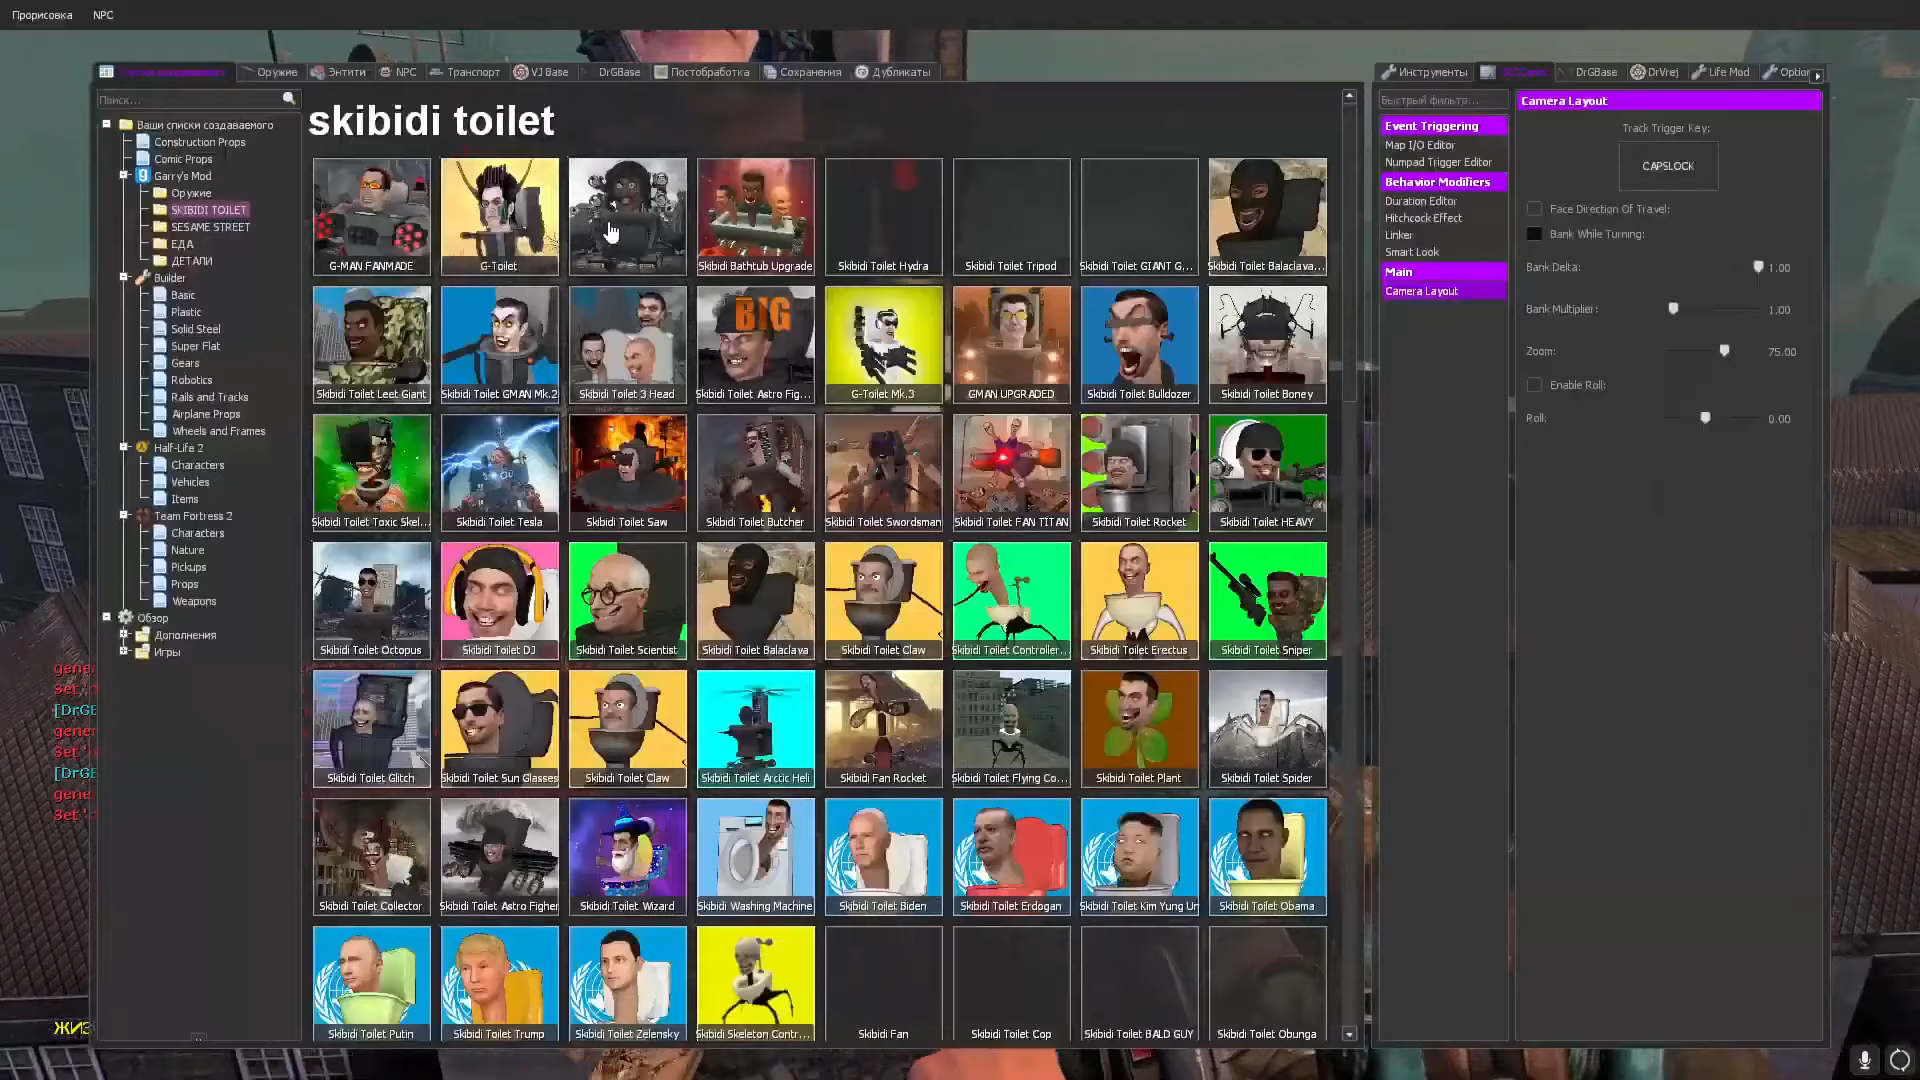 Прорисовка NPC
Оружие Энтити NPC Транспорт VJ Base DrGBase Постобработка Сохранения Дубликаты
Инструменты DrGBase DrVrej Life Mod Option
Поиск...
Ваши списки создаваемого
Construction Props
Comic Props
Garry's Mod
Оружие
SKIBIDI TOILET
SESAME STREET
ЕДА
ДЕТАЛИ
Builder
Basic
Plastic
Solid Steel
Super Flat
Gears
Robotics
Rails and Tracks
Airplane Props
Wheels and Frames
Half-Life 2
Characters
Vehicles
Items
Team Fortress 2
Characters
Nature
Pickups
Props
Weapons
Обзор
Дополнения
Игры
gener
Set
[DrGB
gener
Set
[DrGB
gener
Set
ЖИЗ
skibidi toilet
G-MAN FANMADE
G-Toilet
Skibidi Bathtub Upgrade
Skibidi Toilet Hydra
Skibidi Toilet Tripod
Skibidi Toilet GIANT G...
Skibidi Toilet Balaclava...
BIG
Skibidi Toilet Leet Giant
Skibidi Toilet GMAN Mk.2
Skibidi Toilet 3 Head
Skibidi Toilet Astro Fig...
G-Toilet Mk.3
GMAN UPGRADED
Skibidi Toilet Bulldozer
Skibidi Toilet Boney
Skibidi Toilet Toxic Skel...
Skibidi Toilet Tesla
Skibidi Toilet Saw
Skibidi Toilet Butcher
Skibidi Toilet Swordsman
Skibidi Toilet FAN TITAN
Skibidi Toilet Rocket
Skibidi Toilet HEAVY
Skibidi Toilet Octopus
Skibidi Toilet DJ
Skibidi Toilet Scientist
Skibidi Toilet Balaclava
Skibidi Toilet Claw
Skibidi Toilet Controller...
Skibidi Toilet Erectus
Skibidi Toilet Sniper
Skibidi Toilet Glitch
Skibidi Toilet Sun Glasses
Skibidi Toilet Claw
Skibidi Toilet Arctic Heli
Skibidi Fan Rocket
Skibidi Toilet Flying Co...
Skibidi Toilet Plant
Skibidi Toilet Spider
Skibidi Toilet Collector
Skibidi Toilet Astro Figher
Skibidi Toilet Wizard
Skibidi Washing Machine
Skibidi Toilet Biden
Skibidi Toilet Erdogan
Skibidi Toilet Kim Yung Un
Skibidi Toilet Obama
Skibidi Toilet Putin
Skibidi Toilet Trump
Skibidi Toilet Zelensky
Skibidi Skeleton Contr...
Skibidi Fan
Skibidi Toilet Cop
Skibidi Toilet BALD GUY
Skibidi Toilet Obunga
Быстрый фильтр...
Event Triggering
Map I/O Editor
Numpad Trigger Editor
Behavior Modifiers
Duration Editor
Hitchcock Effect
Linker
Smart Look
Main
Camera Layout
Camera Layout
Track Trigger Key:
CAPSLOCK
Face Direction Of Travel:
Bank While Turning:
Bank Delta: 1.00
Bank Multiplier: 1.00
Zoom: 75.00
Enable Roll:
Roll: 0.00